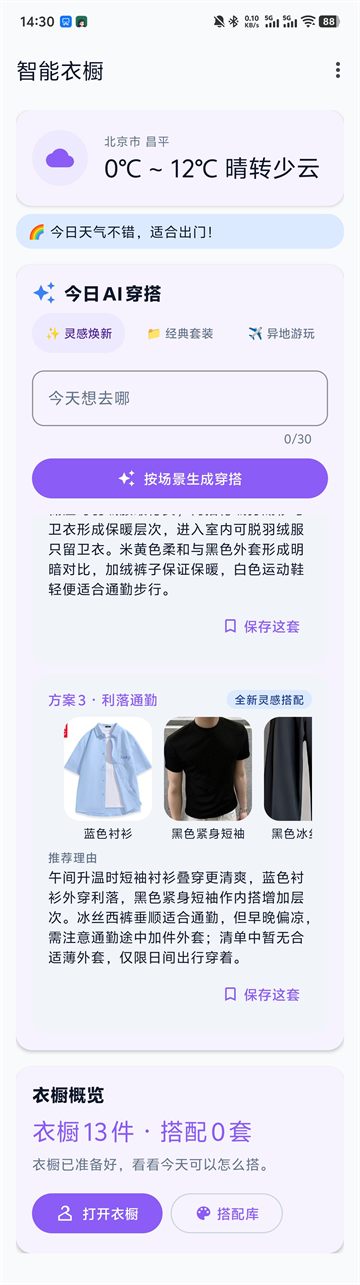 14:30
0.10 KB/s
5G
5G
88
智能衣橱
北京市 昌平
0℃ ~ 12℃ 晴转少云
🌈 今日天气不错，适合出门！
今日AI穿搭
✨ 灵感焕新
📁 经典套装
✈️ 异地游玩
今天想去哪
0/30
按场景生成穿搭
卫衣形成保暖层次，进入室内可脱羽绒服
只留卫衣。米黄色柔和与黑色外套形成明
暗对比，加绒裤子保证保暖，白色运动鞋
轻便适合通勤步行。
保存这套
方案3 · 利落通勤
全新灵感搭配
蓝色衬衫
黑色紧身短袖
黑色冰丝
推荐理由
午间升温时短袖衬衫叠穿更清爽，蓝色衬
衫外穿利落，黑色紧身短袖作内搭增加层
次。冰丝西裤垂顺适合通勤，但早晚偏凉，
需注意通勤途中加件外套；清单中暂无合
适薄外套，仅限日间出行穿着。
保存这套
衣橱概览
衣橱13件 · 搭配0套
衣橱已准备好，看看今天可以怎么搭。
打开衣橱
搭配库